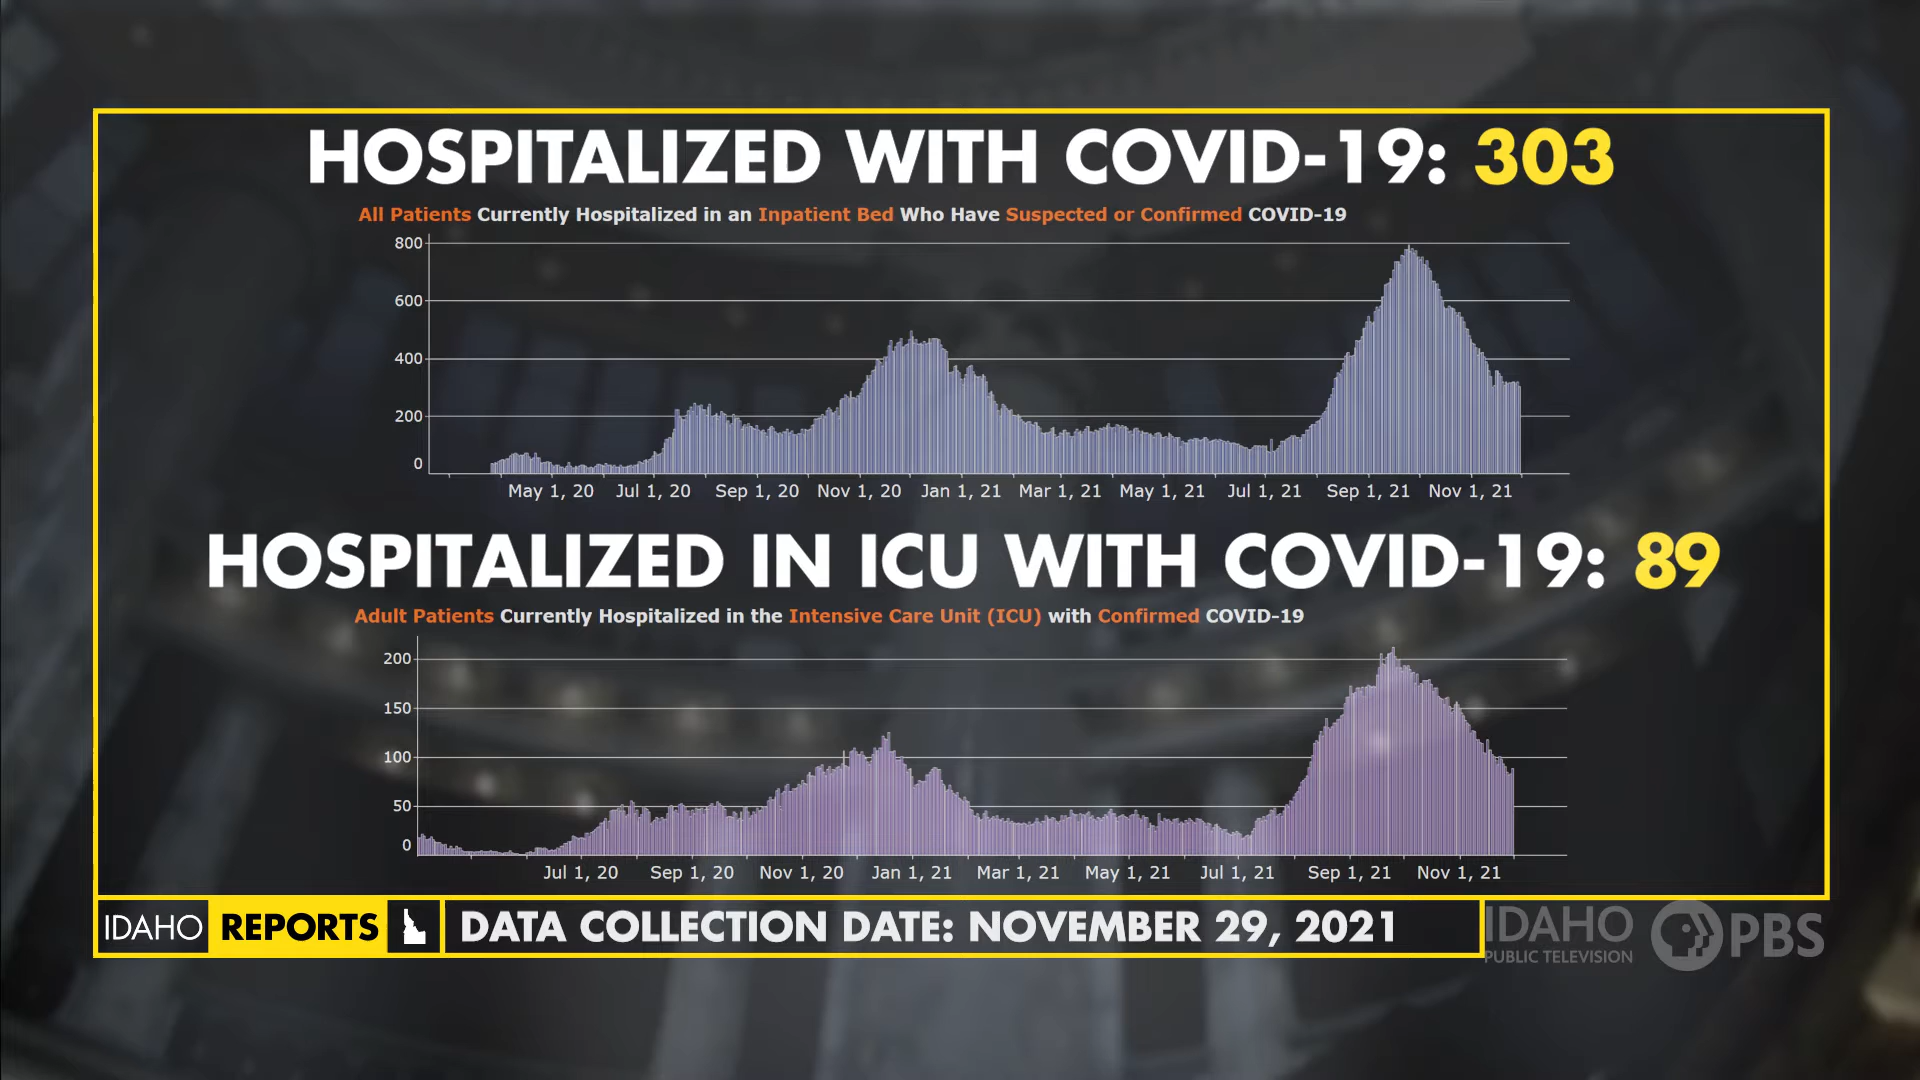 HOSPITALIZED WITH COVID-19: 303
All Patients Currently Hospitalized in an Inpatient Bed Who Have Suspected or Confirmed COVID-19
800
600
400
200
0
May 1, 20 Jul 1, 20 Sep 1, 20 Nov 1, 20 Jan 1, 21 Mar 1, 21 May 1, 21 Jul 1, 21 Sep 1, 21 Nov 1, 21
HOSPITALIZED IN ICU WITH COVID-19: 89
Adult Patients Currently Hospitalized in the Intensive Care Unit (ICU) with Confirmed COVID-19
200
150
100
50
0
Jul 1, 20 Sep 1, 20 Nov 1, 20 Jan 1, 21 Mar 1, 21 May 1, 21 Jul 1, 21 Sep 1, 21 Nov 1, 21
IDAHO REPORTS DATA COLLECTION DATE: NOVEMBER 29, 2021
IDAHO
PUBLIC TELEVISION
PBS